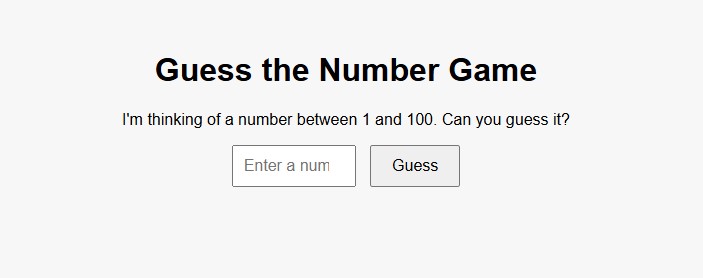 Guess the Number Game
I'm thinking of a number between 1 and 100. Can you guess it?
Enter a num
Guess